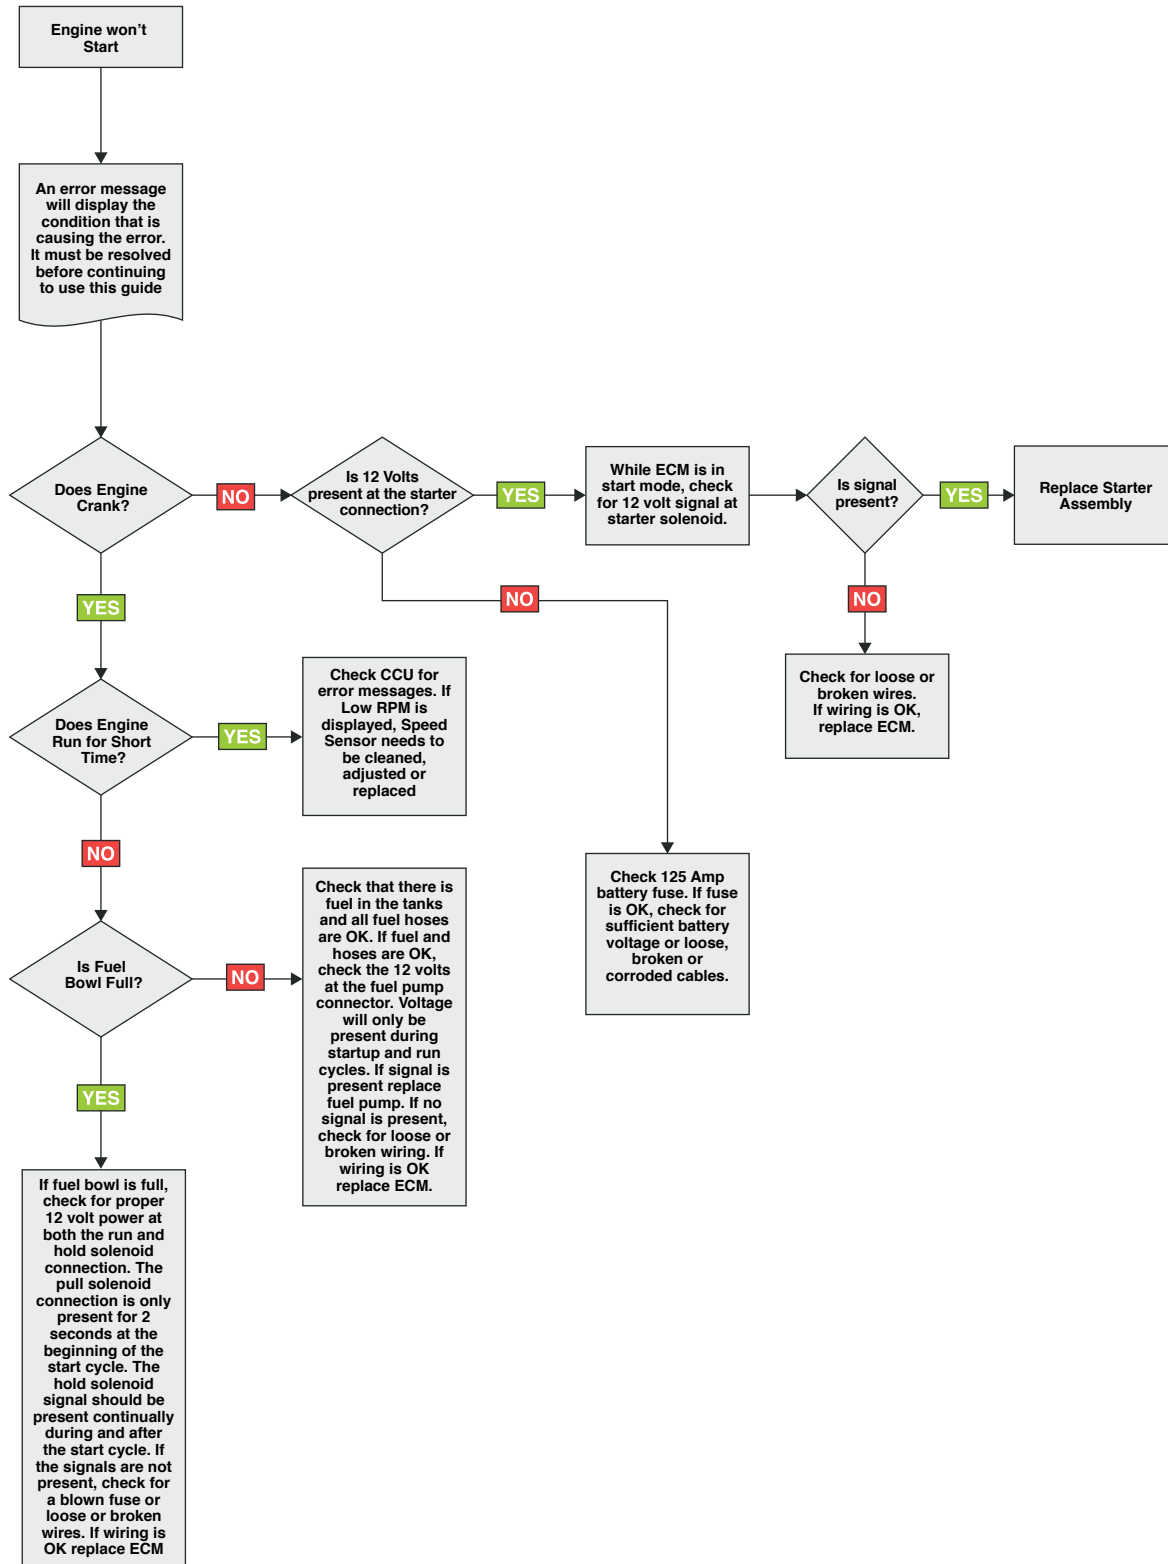 Engine won't
Start
An error message
will display the
condition that is
causing the error.
It must be resolved
before continuing
to use this guide
Does Engine
Crank?
NO
Is 12 Volts
present at the starter
connection?
YES
While ECM is in
start mode, check
for 12 volt signal at
starter solenoid.
Is signal
present?
YES
Replace Starter
Assembly
NO
Check for loose or
broken wires.
If wiring is OK,
replace ECM.
NO
Check 125 Amp
battery fuse. If fuse
is OK, check for
sufficient battery
voltage or loose,
broken or
corroded cables.
YES
Does Engine
Run for Short
Time?
YES
Check CCU for
error messages. If
Low RPM is
displayed, Speed
Sensor needs to
be cleaned,
adjusted or
replaced
NO
Is Fuel
Bowl Full?
NO
Check that there is
fuel in the tanks
and all fuel hoses
are OK. If fuel and
hoses are OK,
check the 12 volts
at the fuel pump
connector. Voltage
will only be
present during
startup and run
cycles. If signal is
present replace
fuel pump. If no
signal is present,
check for loose or
broken wiring. If
wiring is OK
replace ECM.
YES
If fuel bowl is full,
check for proper
12 volt power at
both the run and
hold solenoid
connection. The
pull solenoid
connection is only
present for 2
seconds at the
beginning of the
start cycle. The
hold solenoid
signal should be
present continually
during and after
the start cycle. If
the signals are not
present, check for
a blown fuse or
loose or broken
wires. If wiring is
OK replace ECM